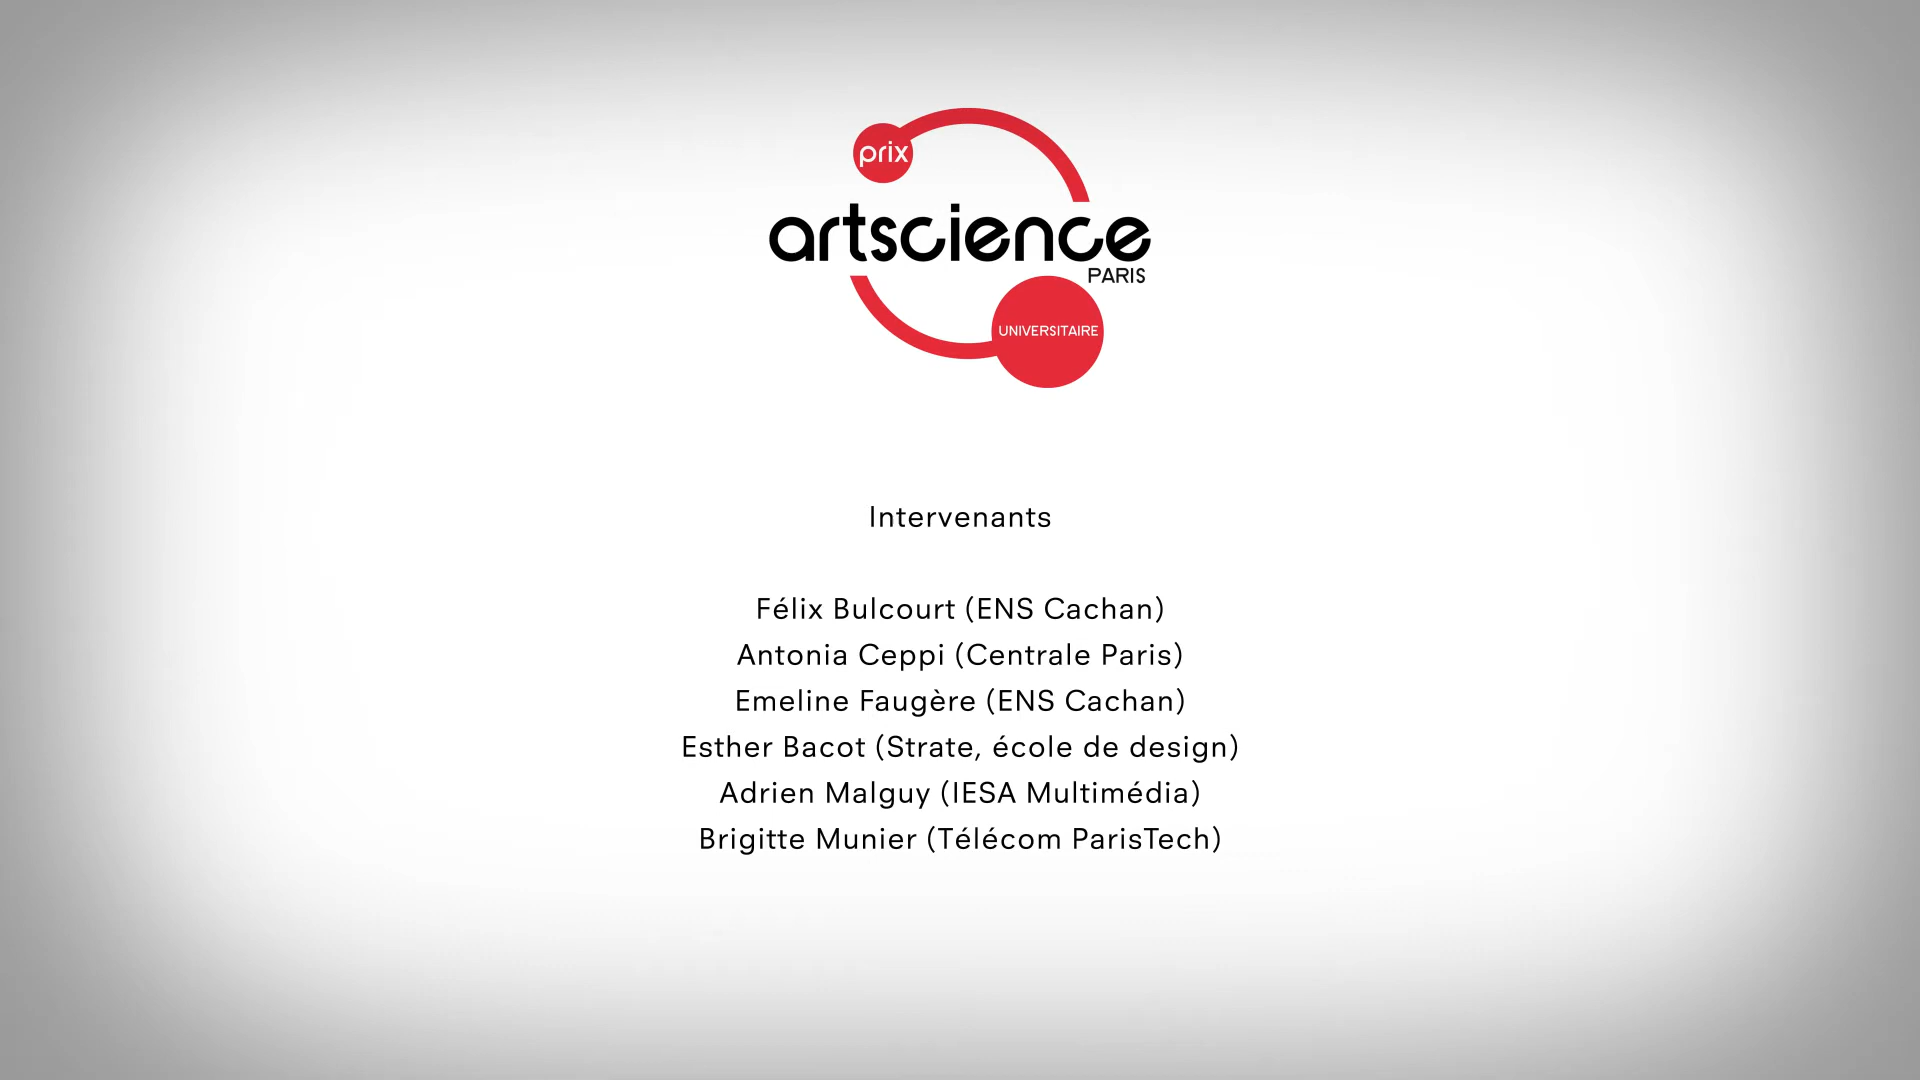 prix
artscience
PARIS
UNIVERSITAIRE
Intervenants
Félix Bulcourt (ENS Cachan)
Antonia Ceppi (Centrale Paris)
Emeline Faugère (ENS Cachan)
Esther Bacot (Strate, école de design)
Adrien Malguy (IESA Multimédia)
Brigitte Munier (Télécom ParisTech)